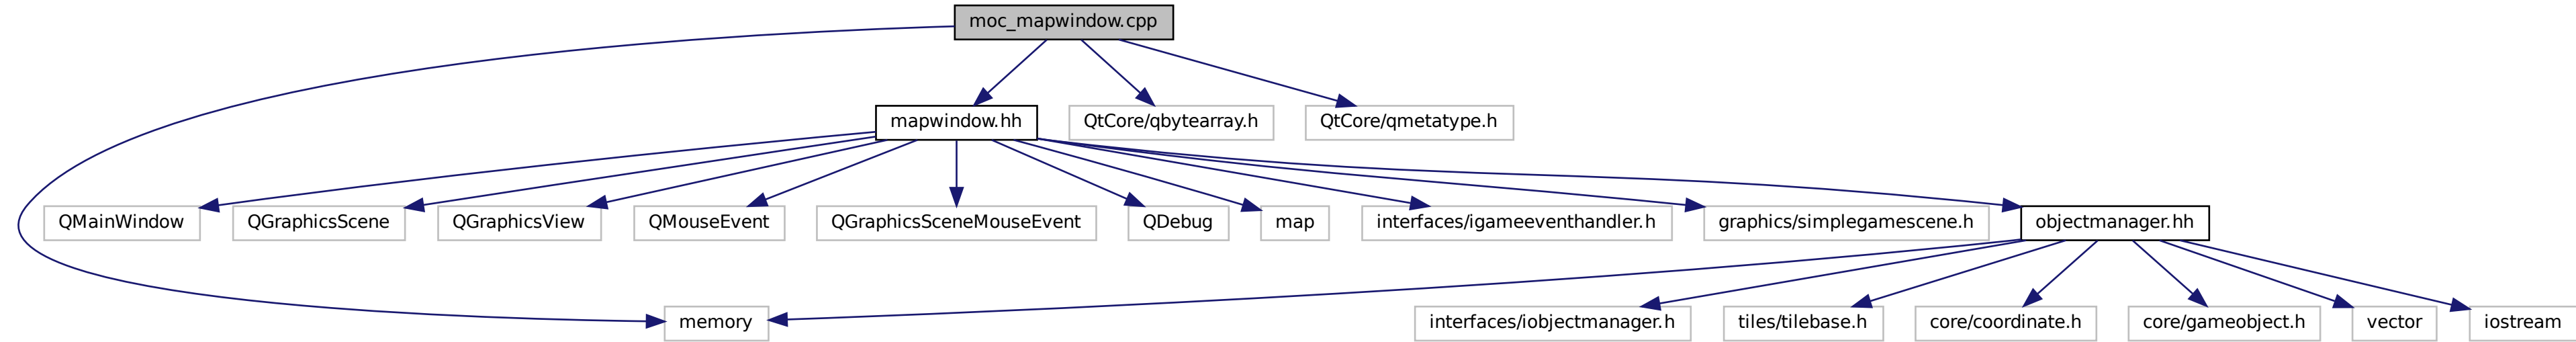 moc_mapwindow.cpp
mapwindow.hh
QtCore/qbytearray.h
QtCore/qmetatype.h
QMainWindow
QGraphicsScene
QGraphicsView
QMouseEvent
QGraphicsSceneMouseEvent
QDebug
map
interfaces/igameeventhandler.h
graphics/simplegamescene.h
objectmanager.hh
memory
interfaces/iobjectmanager.h
tiles/tilebase.h
core/coordinate.h
core/gameobject.h
vector
iostream